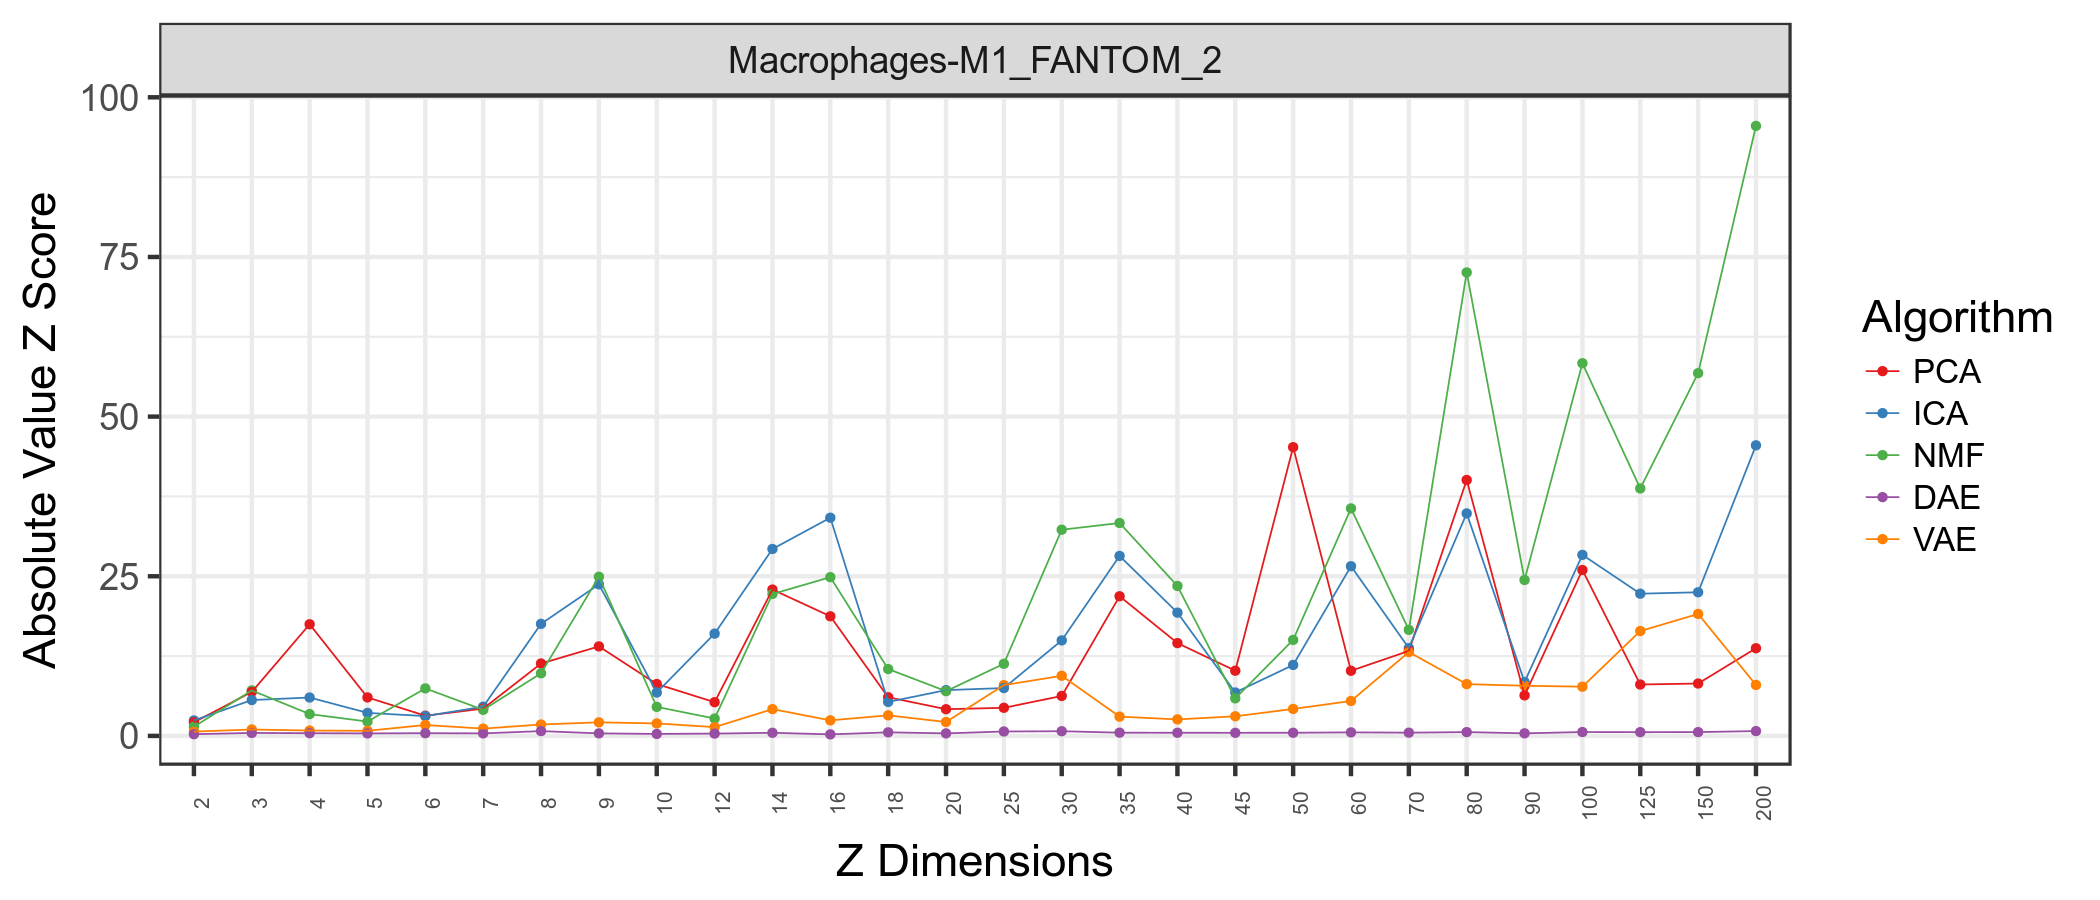 Macrophages-M1_FANTOM_2
100
75
50
25
0
Absolute Value Z Score
2 3 4 5 6 7 8 9 10 12 14 16 18 20 25 30 35 40 45 50 60 70 80 90 100 125 150 200
Z Dimensions
Algorithm
PCA
ICA
NMF
DAE
VAE